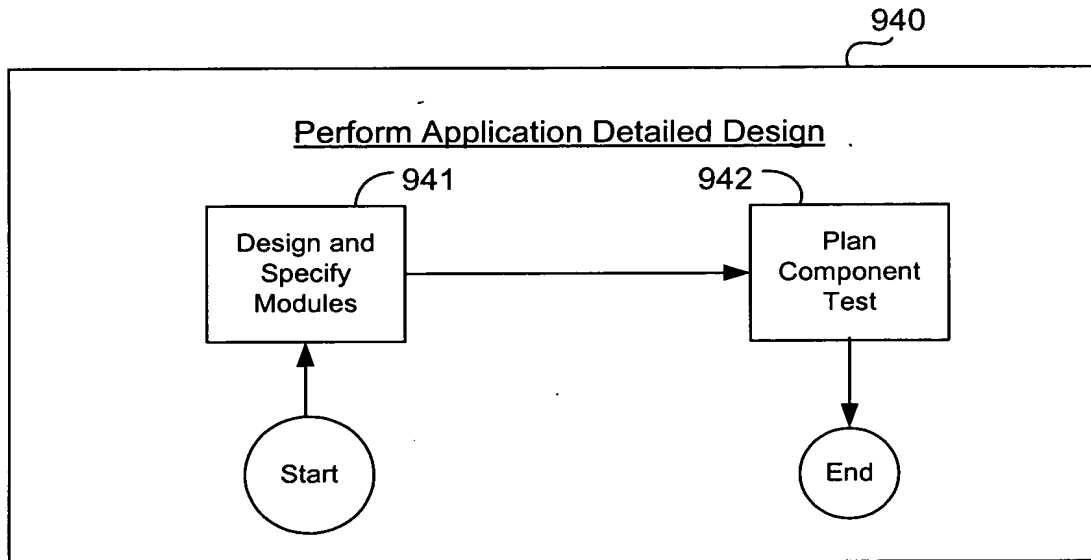 940
Perform Application Detailed Design
941
942
Design and
Specify
Modules
Plan
Component
Test
Start
End